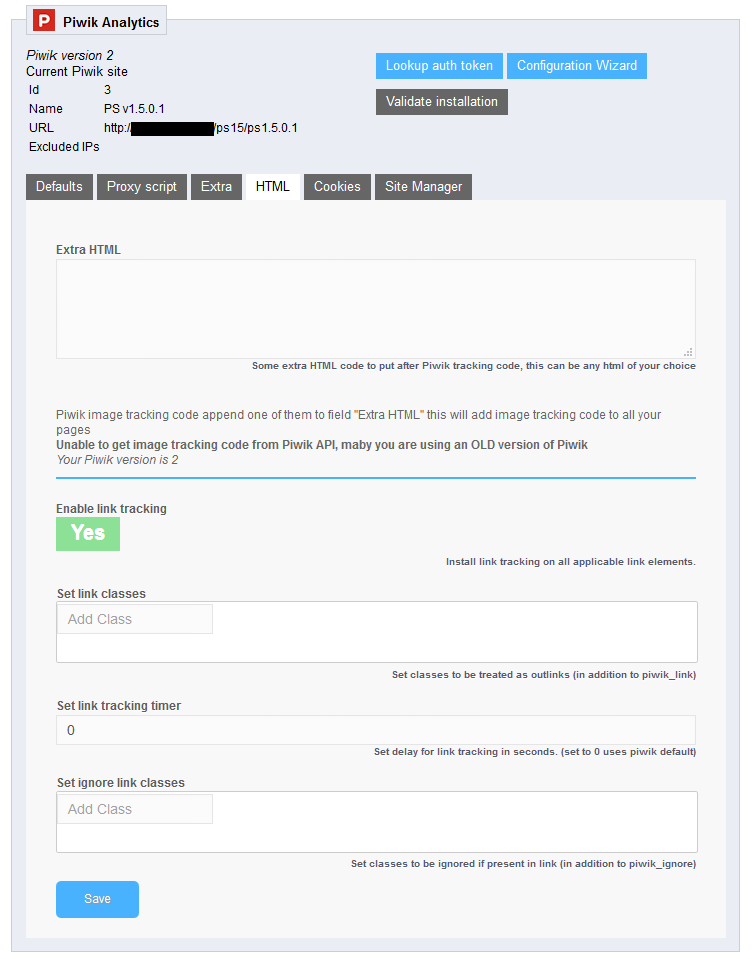 P Piwik Analytics
Piwik version 2
Current Piwik site
Id 3
Name PS v1.5.0.1
URL http:/ /ps15/ps1.5.0.1
Excluded IPs
Lookup auth token Configuration Wizard
Validate installation
Defaults Proxy script Extra HTML Cookies Site Manager
Extra HTML
Some extra HTML code to put after Piwik tracking code, this can be any html of your choice
Piwik image tracking code append one of them to field "Extra HTML" this will add image tracking code to all your
pages
Unable to get image tracking code from Piwik API, maby you are using an OLD version of Piwik
Your Piwik version is 2
Enable link tracking
Yes
Install link tracking on all applicable link elements.
Set link classes
Add Class
Set classes to be treated as outlinks (in addition to piwik_link)
Set link tracking timer
0
Set delay for link tracking in seconds. (set to 0 uses piwik default)
Set ignore link classes
Add Class
Set classes to be ignored if present in link (in addition to piwik_ignore)
Save